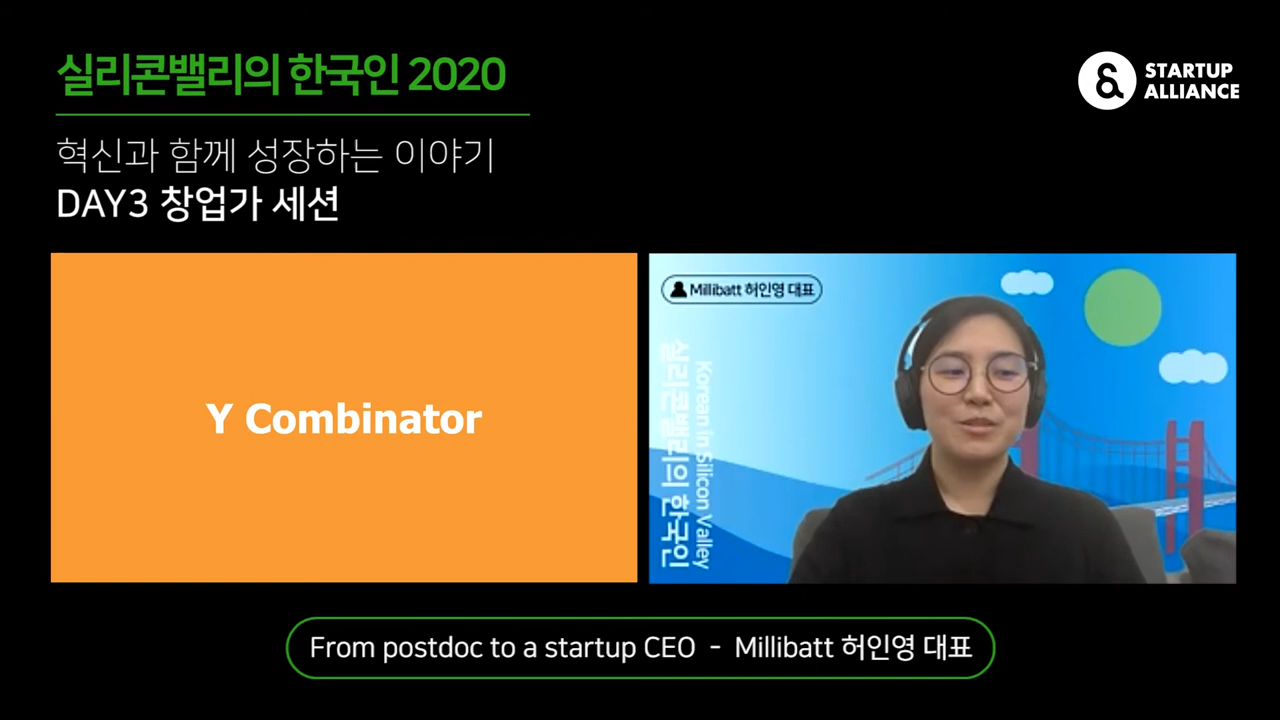 실리콘밸리의 한국인 2020
STARTUP
ALLIANCE
혁신과 함께 성장하는 이야기
DAY3 창업가 세션
Y Combinator
Millibatt 허인영 대표
Korean in Silicon Valley
실리콘밸리의 한국인
From postdoc to a startup CEO - Millibatt 허인영 대표